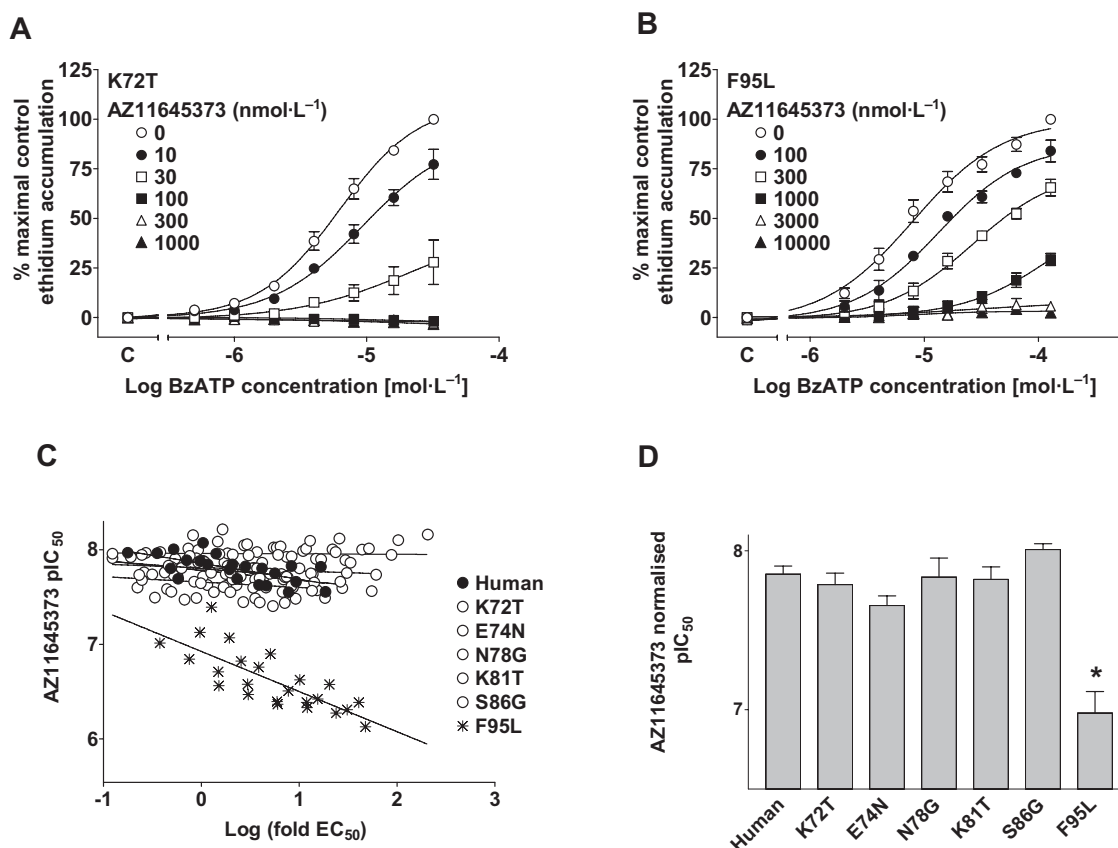 A
K72T
AZ11645373 (nmol·L⁻¹)
0
10
30
100
300
1000
125
100
75
50
25
0
% maximal control
ethidium accumulation
C
-6
-5
-4
Log BzATP concentration [mol·L⁻¹]
B
F95L
AZ11645373 (nmol·L⁻¹)
0
100
300
1000
3000
10000
125
100
75
50
25
0
% maximal control
ethidium accumulation
C
-6
-5
-4
Log BzATP concentration [mol·L⁻¹]
C
AZ11645373 pIC₅₀
8
7
6
-1
0
1
2
3
Log (fold EC₅₀)
Human
K72T
E74N
N78G
K81T
S86G
F95L
D
AZ11645373 normalised
pIC₅₀
8
7
*
Human
K72T
E74N
N78G
K81T
S86G
F95L